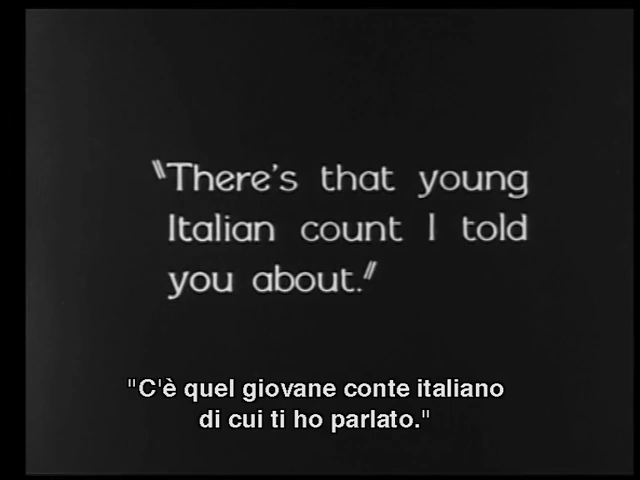 "There's that young
Italian count I told
you about."
"C'è quel giovane conte italiano
di cui ti ho parlato."